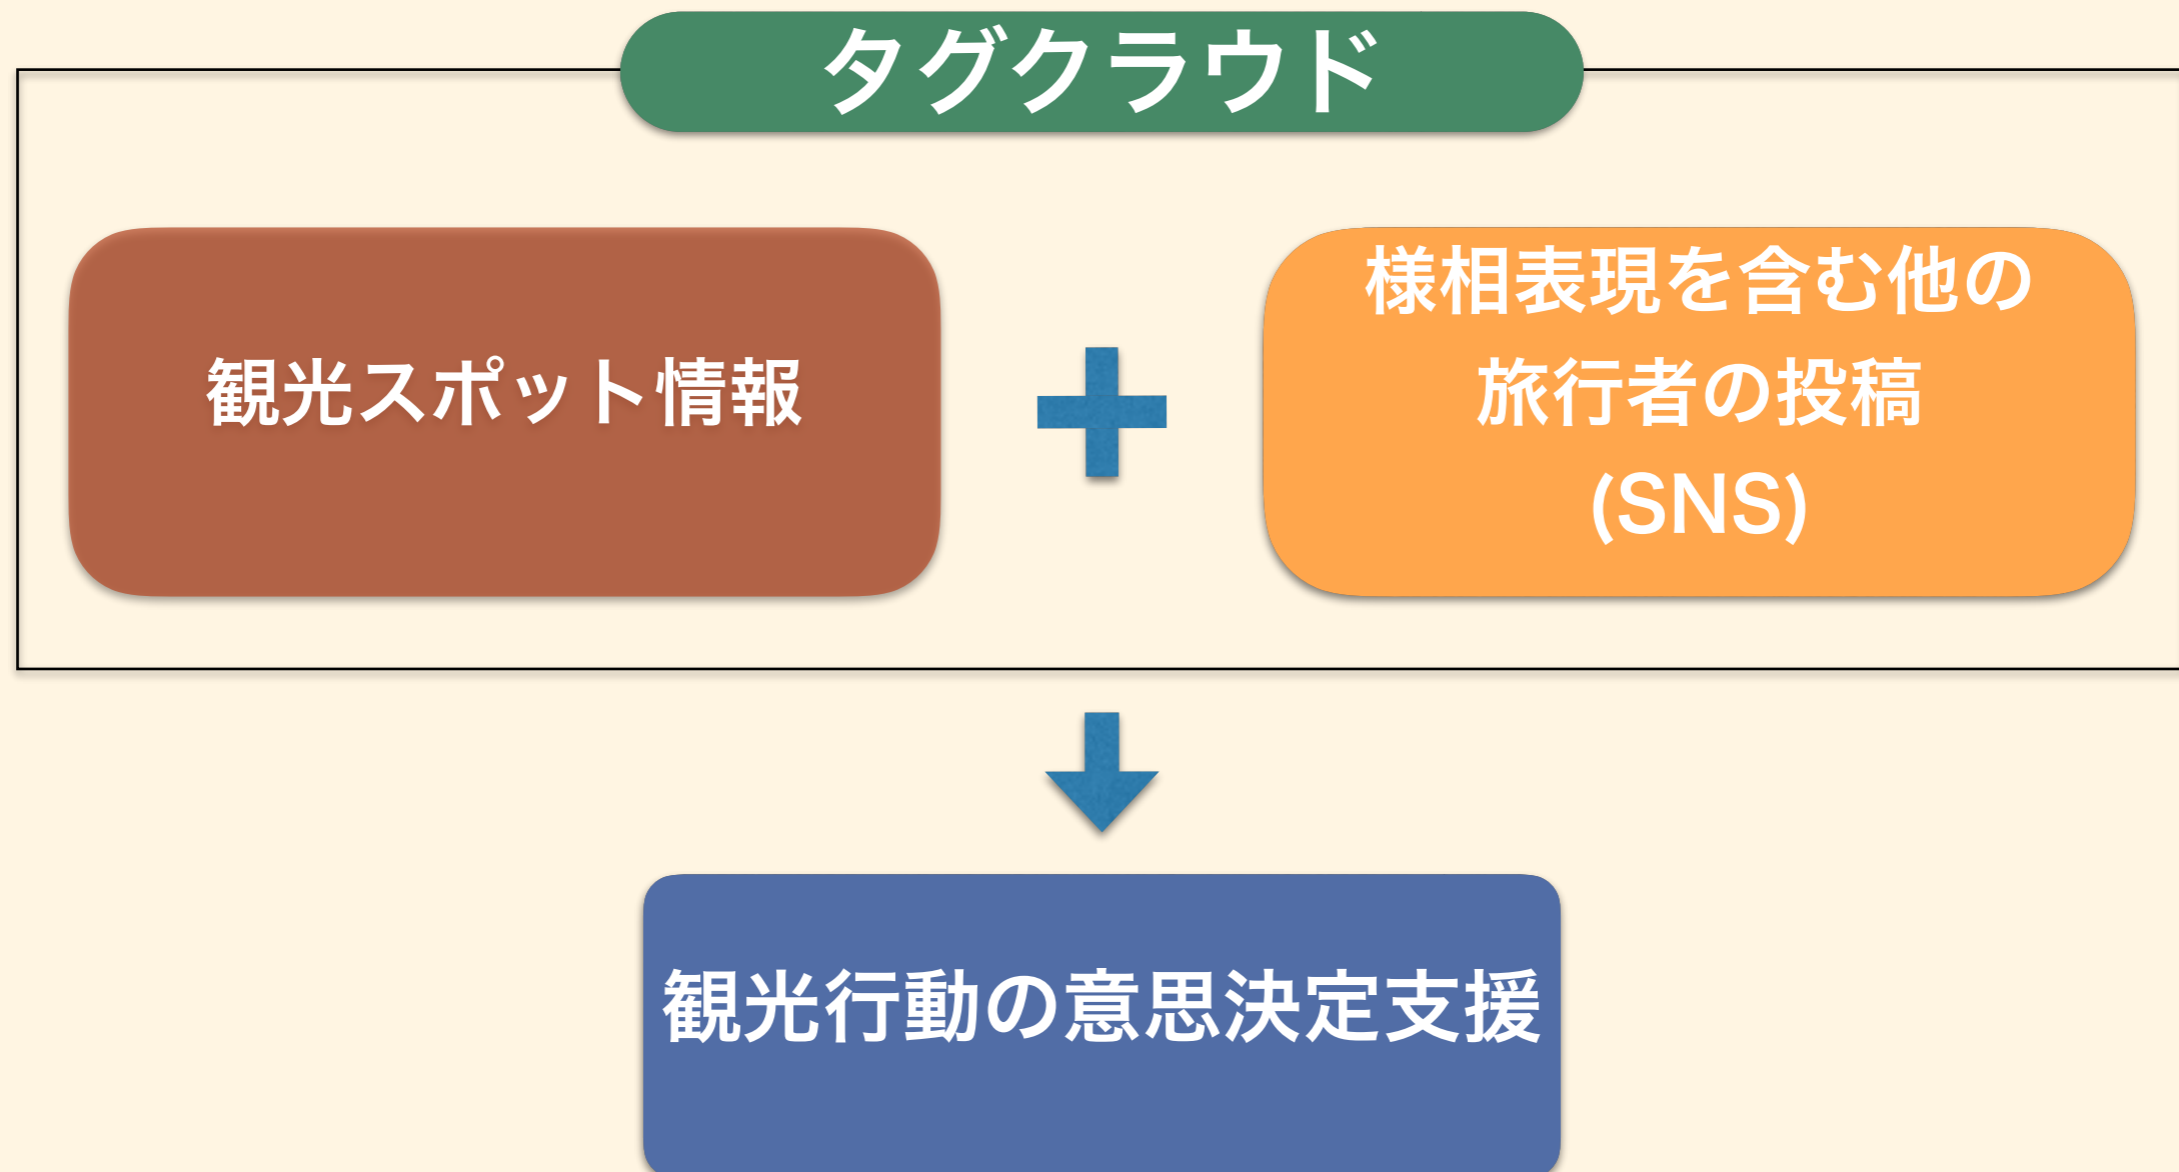 タグクラウド
観光スポット情報
様相表現を含む他の
旅行者の投稿
(SNS)
観光行動の意思決定支援